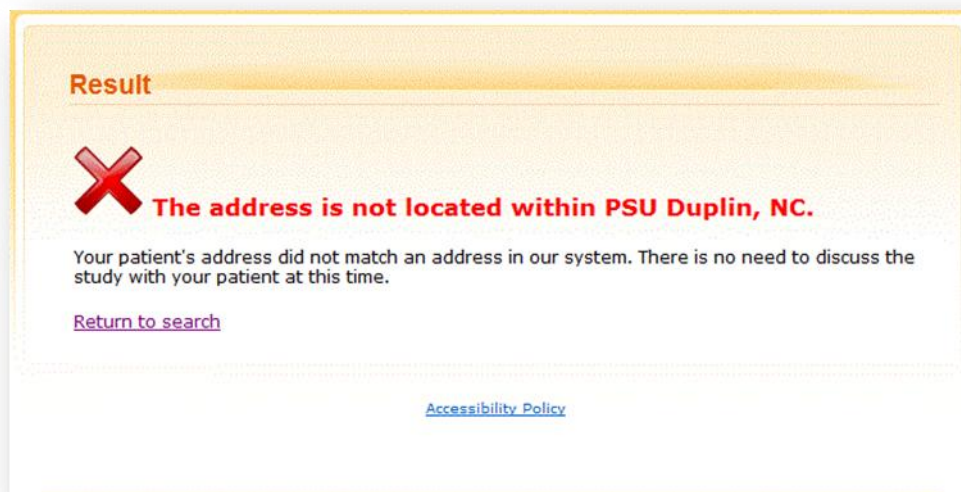 Result
The address is not located within PSU Duplin, NC.
Your patient's address did not match an address in our system. There is no need to discuss the
study with your patient at this time.
Return to search
Accessibility Policy